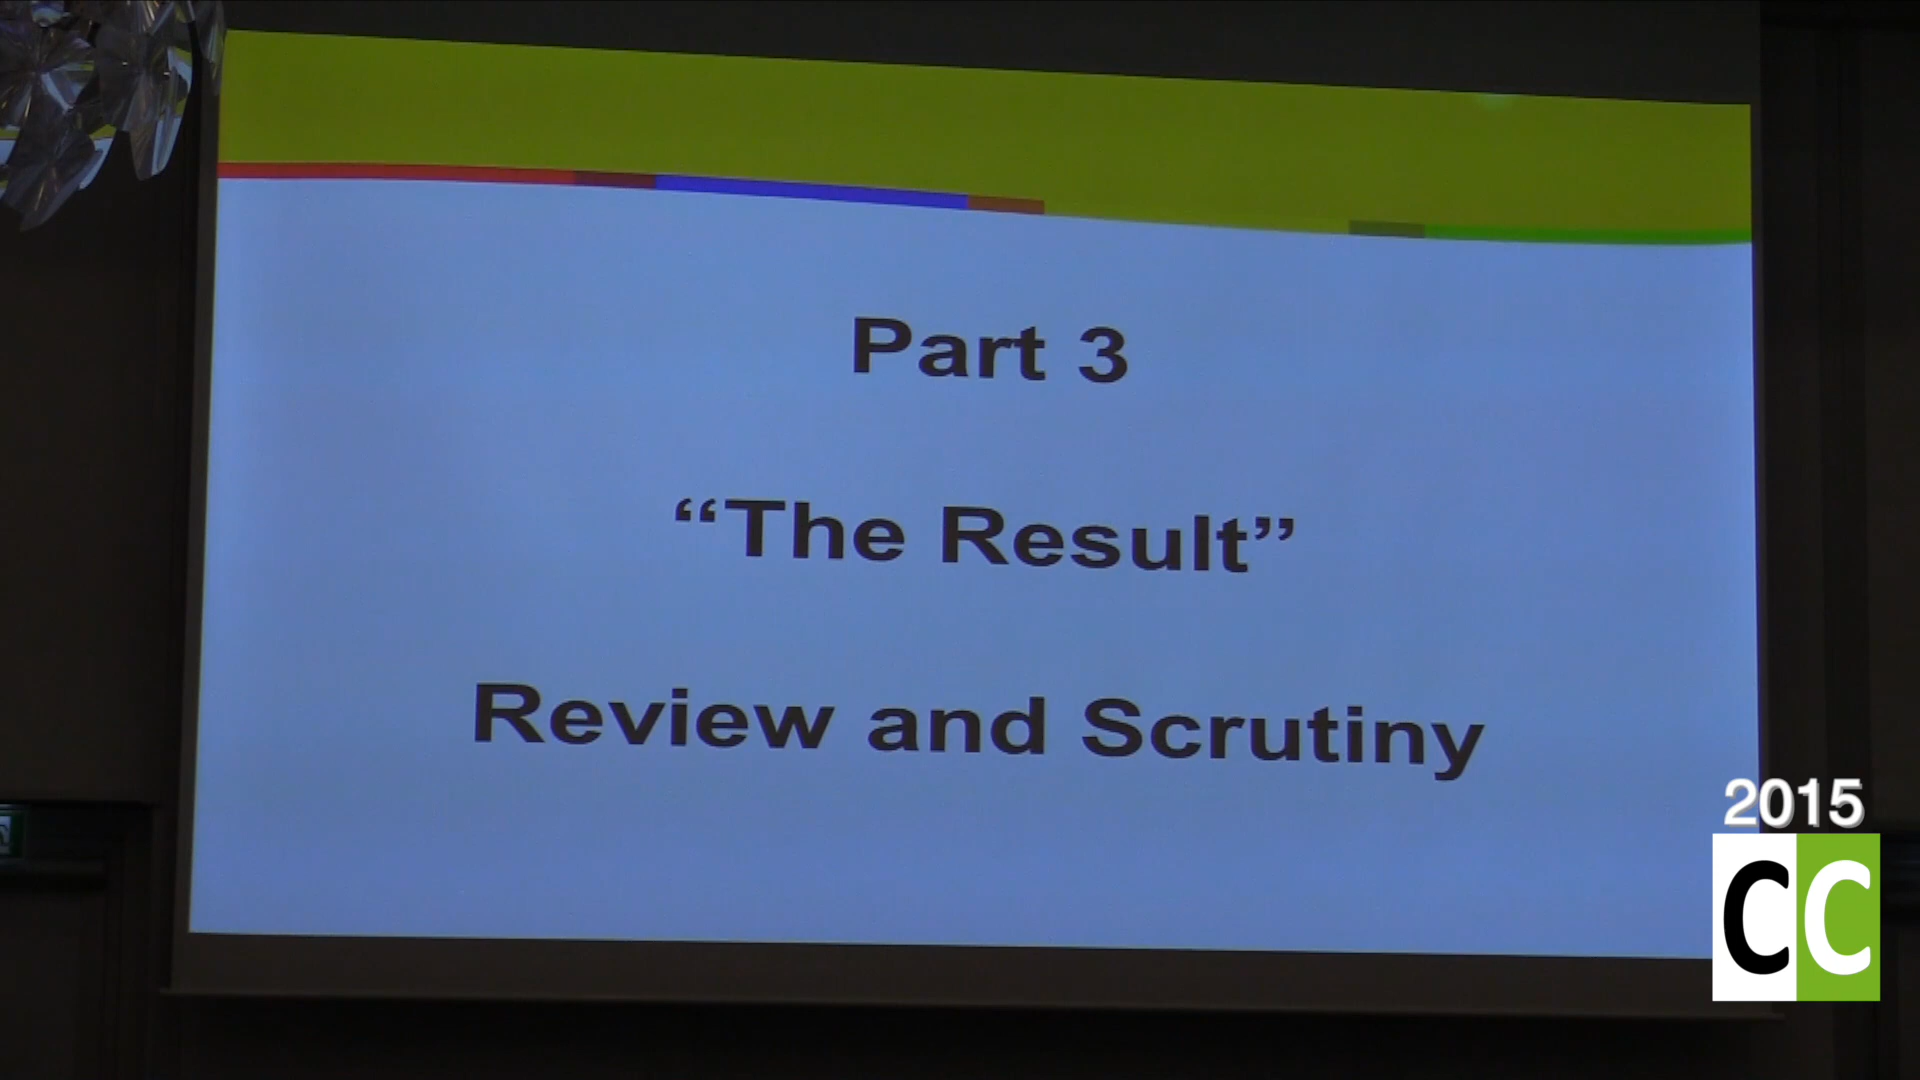 Part 3
“The Result”
Review and Scrutiny
2015
CC